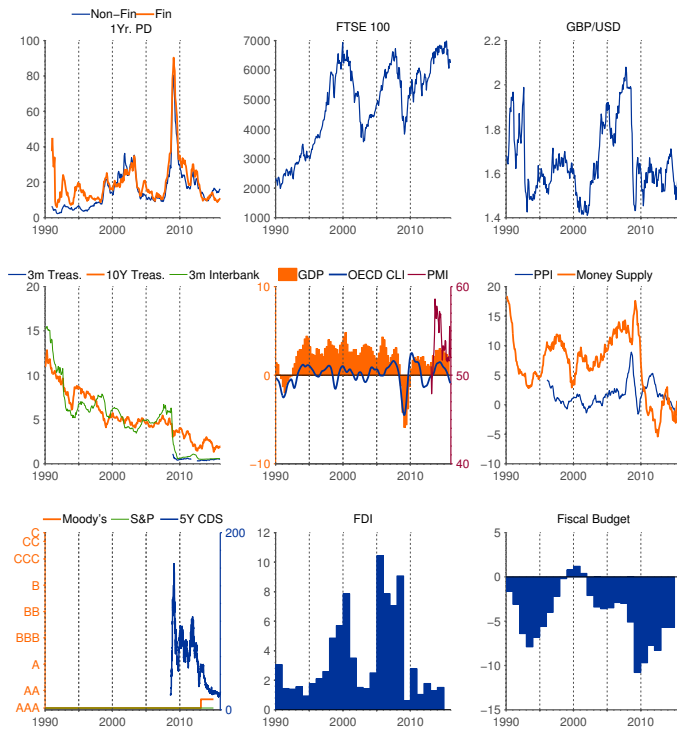 Non-Fin Fin
1Yr. PD
100
80
60
40
20
0
1990 2000 2010
FTSE 100
7000
6000
5000
4000
3000
2000
1000
1990 2000 2010
GBP/USD
2.2
2
1.8
1.6
1.4
1990 2000 2010
3m Treas. 10Y Treas. 3m Interbank
20
15
10
5
0
1990 2000 2010
GDP OECD CLI PMI
10 60
0 50
-10 40
1990 2000 2010
PPI Money Supply
20
15
10
5
0
-5
-10
1990 2000 2010
Moody's S&P 5Y CDS
C 200
CC
CCC
B
BB
BBB
A
AA
AAA 0
1990 2000 2010
FDI
12
10
8
6
4
2
0
1990 2000 2010
Fiscal Budget
5
0
-5
-10
-15
1990 2000 2010